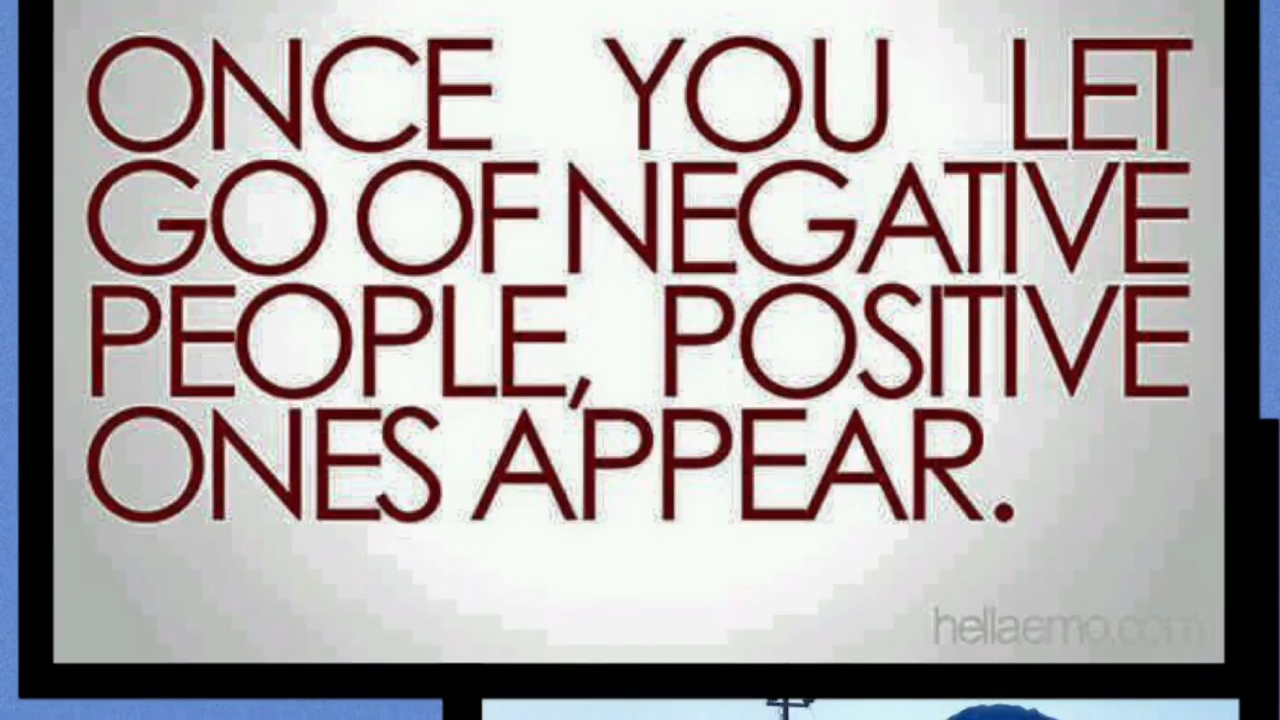 ONCE YOU LET
GO OF NEGATIVE
PEOPLE, POSITIVE
ONES APPEAR.
hellaemo.com